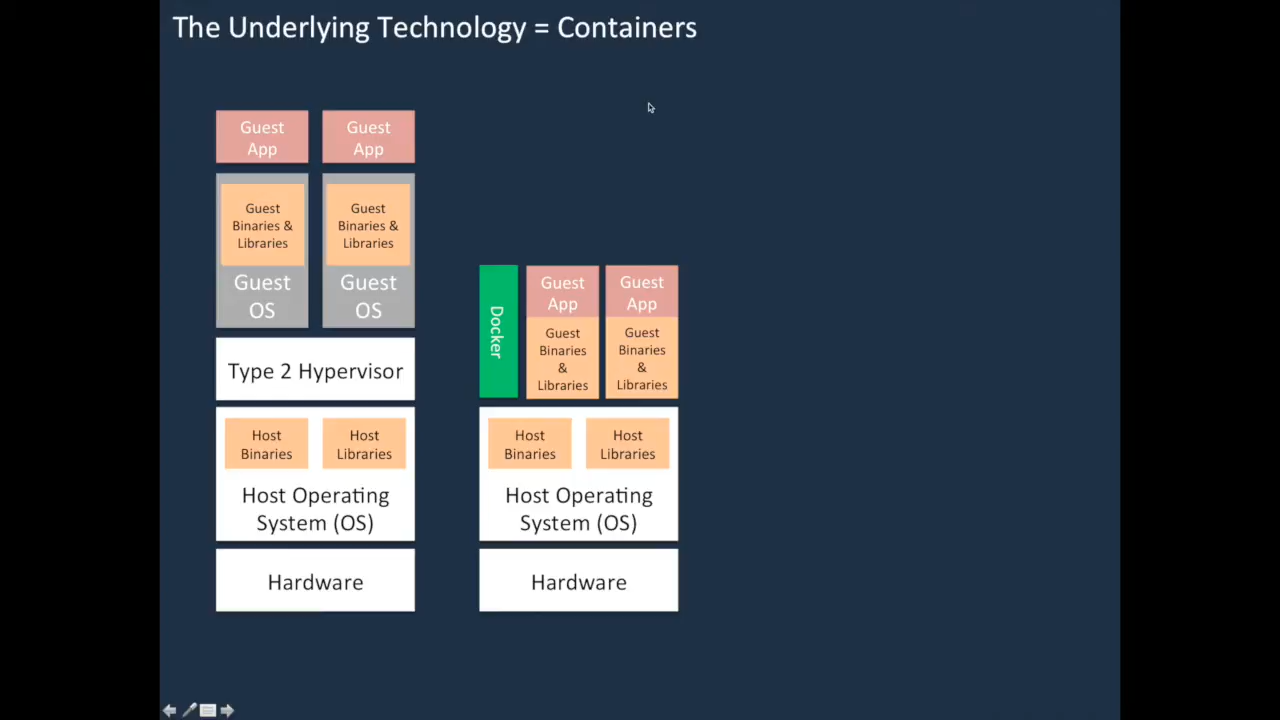 The Underlying Technology = Containers
Guest
App
Guest
App
Guest
Binaries &
Libraries
Guest
OS
Guest
Binaries &
Libraries
Guest
OS
Type 2 Hypervisor
Host
Binaries
Host
Libraries
Host Operating
System (OS)
Hardware
Docker
Guest
App
Guest
Binaries
&
Libraries
Guest
App
Guest
Binaries
&
Libraries
Host
Binaries
Host
Libraries
Host Operating
System (OS)
Hardware